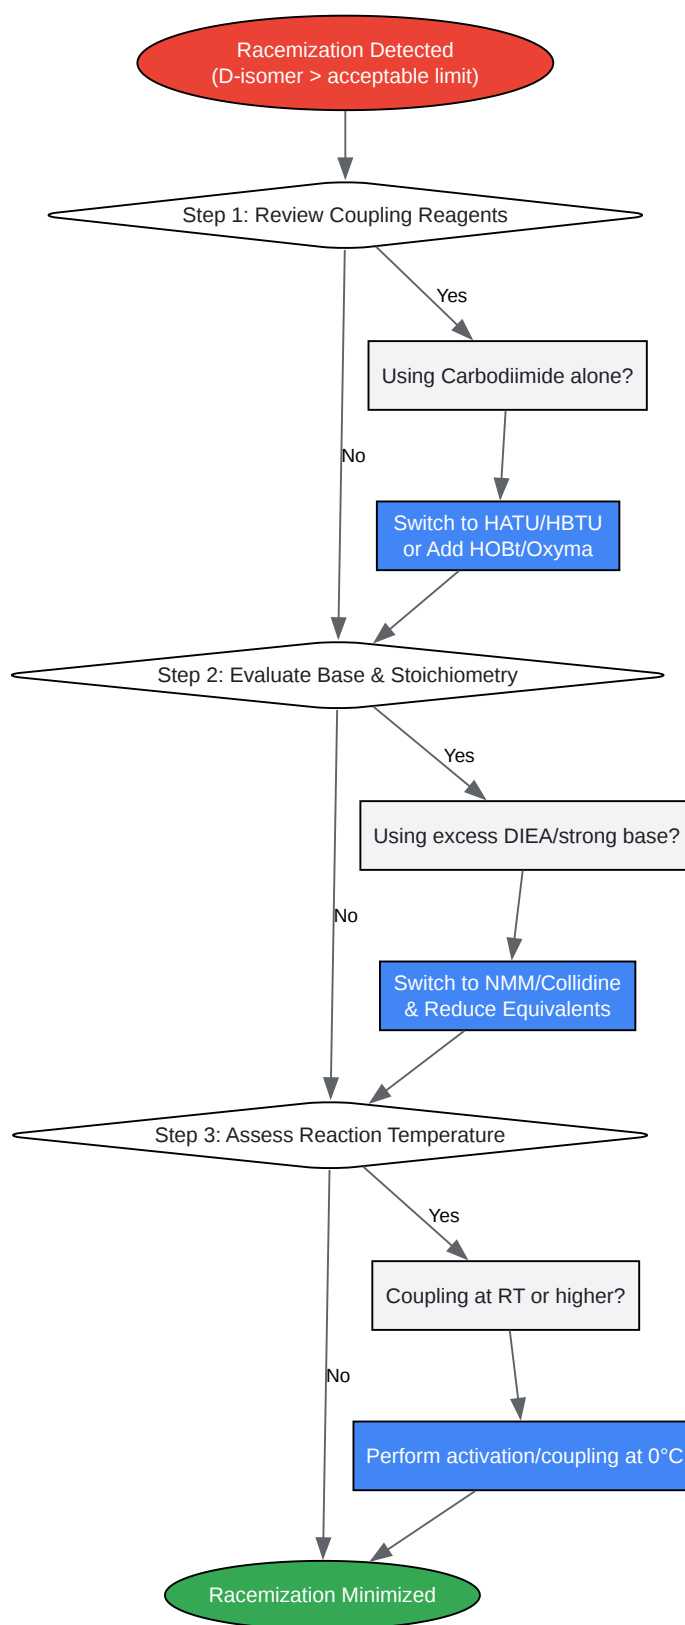 Racemization Detected
(D-isomer > acceptable limit)
Step 1: Review Coupling Reagents
Yes
Using Carbodiimide alone?
No
Switch to HATU/HBTU
or Add HOBt/Oxyma
Step 2: Evaluate Base & Stoichiometry
Yes
Using excess DIEA/strong base?
No
Switch to NMM/Collidine
& Reduce Equivalents
Step 3: Assess Reaction Temperature
Yes
Coupling at RT or higher?
No
Perform activation/coupling at 0°C
Racemization Minimized